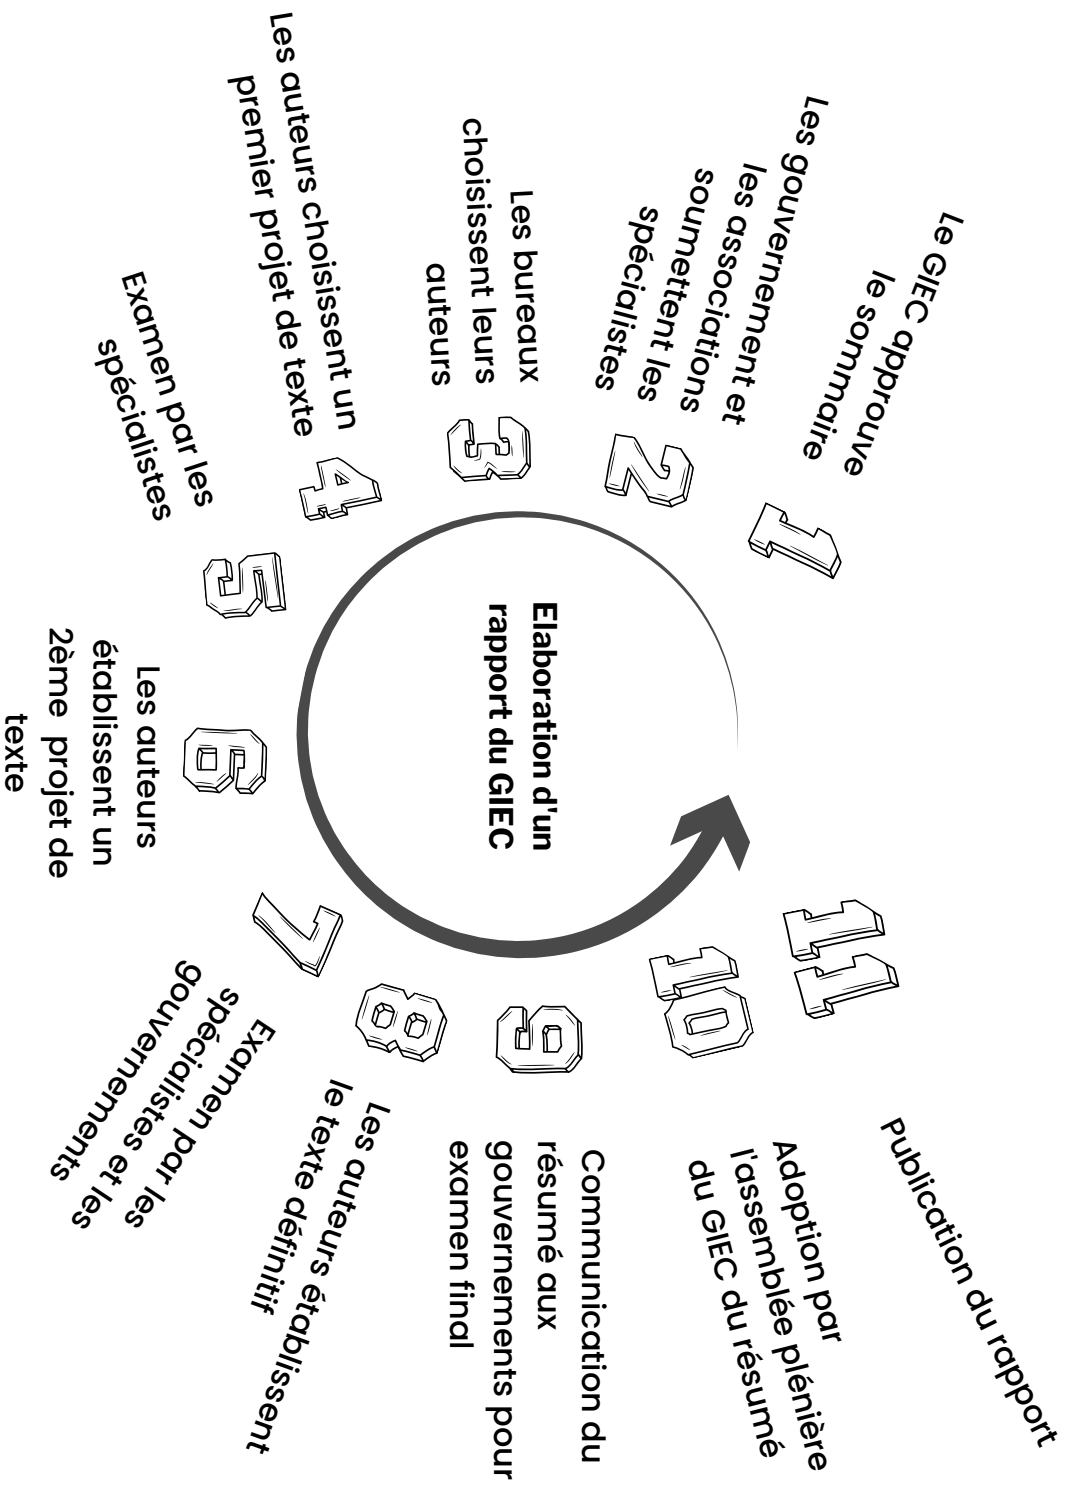 Elaboration d'un
rapport du GIEC
1
Le GIEC approuve
le sommaire
2
Les gouvernement et
les associations
soumettent les
spécialistes
3
Les bureaux
choisissent leurs
auteurs
4
Les auteurs choisissent un
premier projet de texte
5
Examen par les
spécialistes
6
Les auteurs
établissent un
2ème projet de
texte
7
Examen par les
spécialistes et les
gouvernements
8
Les auteurs établissent
le texte définitif
9
Communication du
résumé aux
gouvernements pour
examen final
10
Adoption par
l'assemblée plénière
du GIEC du résumé
11
Publication du rapport